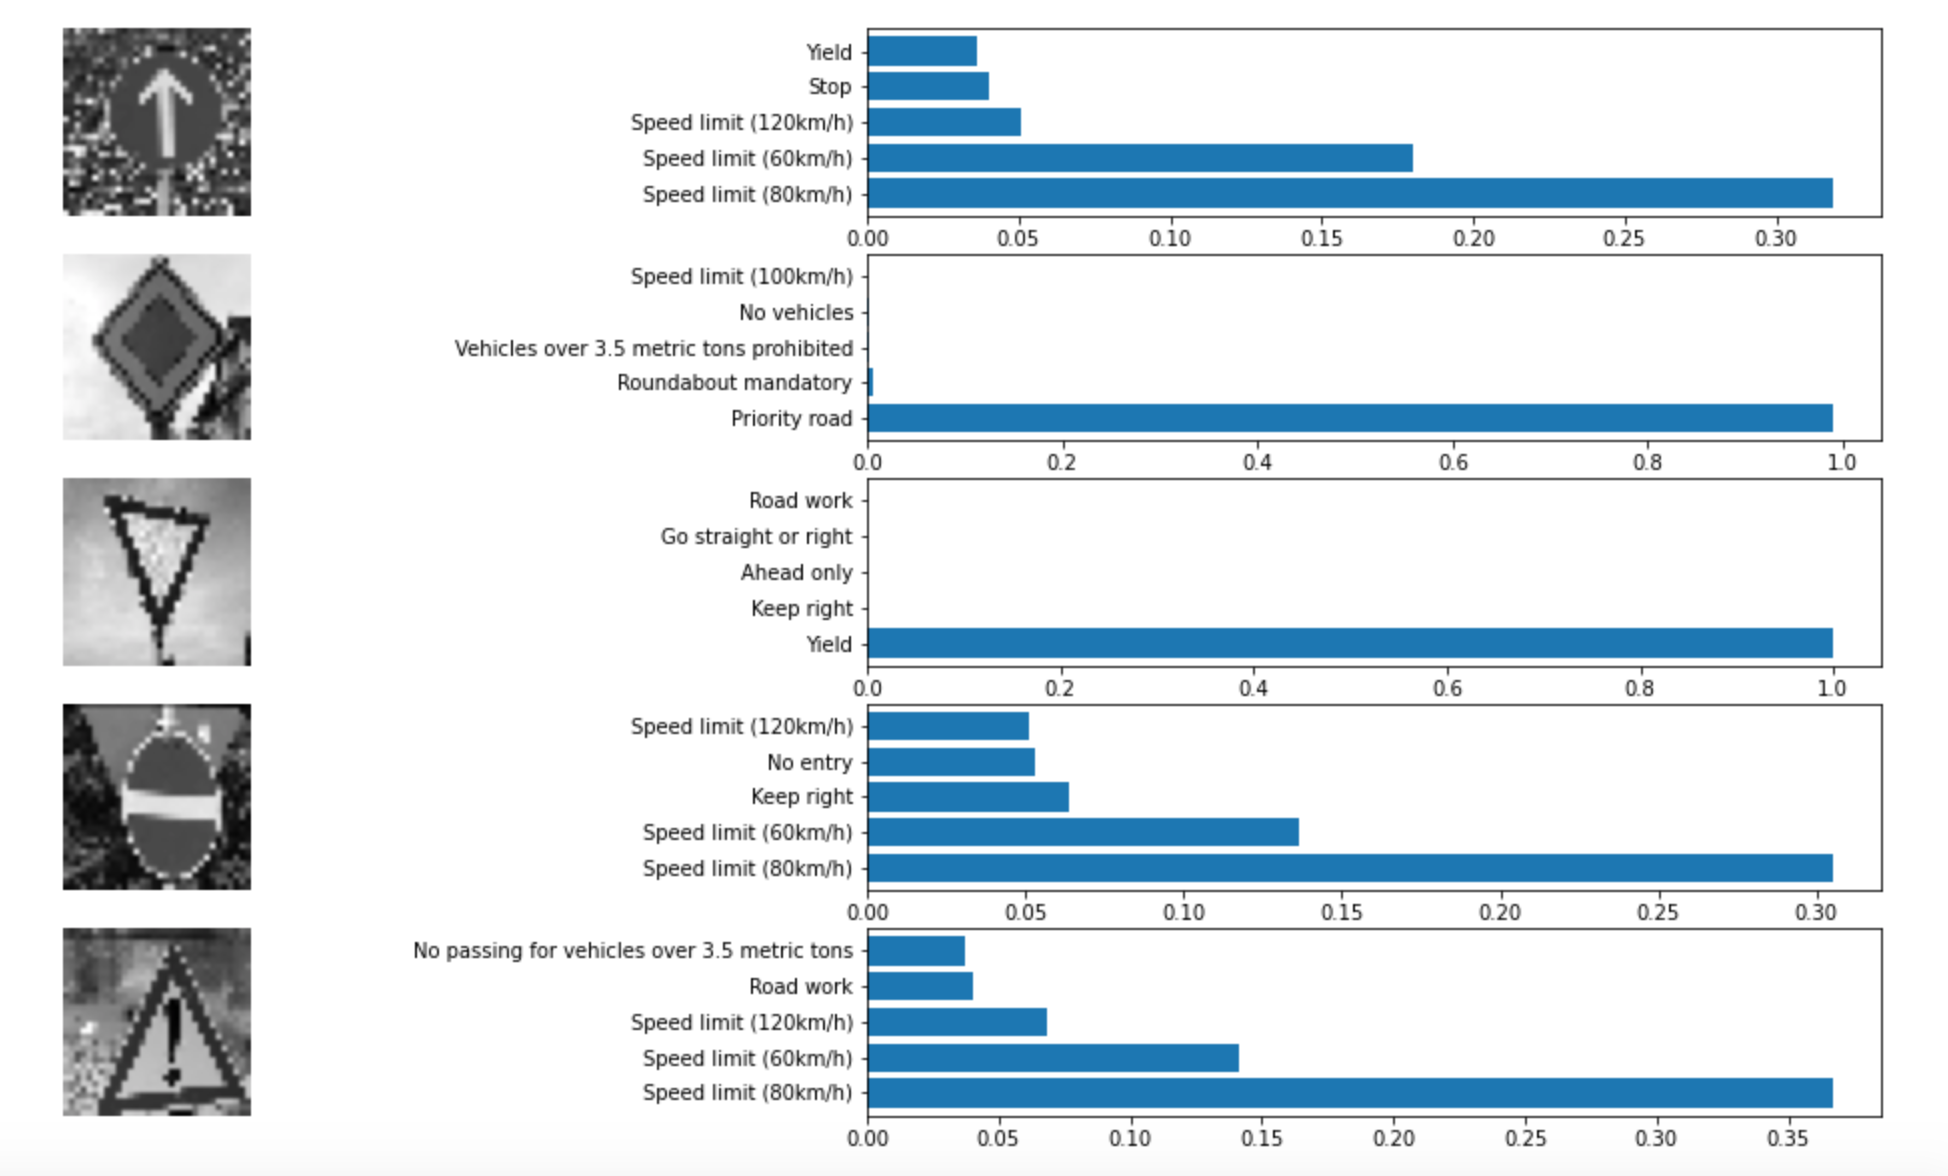 Yield
Stop
Speed limit (120km/h)
Speed limit (60km/h)
Speed limit (80km/h)
0.00 0.05 0.10 0.15 0.20 0.25 0.30
Speed limit (100km/h)
No vehicles
Vehicles over 3.5 metric tons prohibited
Roundabout mandatory
Priority road
0.0 0.2 0.4 0.6 0.8 1.0
Road work
Go straight or right
Ahead only
Keep right
Yield
0.0 0.2 0.4 0.6 0.8 1.0
Speed limit (120km/h)
No entry
Keep right
Speed limit (60km/h)
Speed limit (80km/h)
0.00 0.05 0.10 0.15 0.20 0.25 0.30
No passing for vehicles over 3.5 metric tons
Road work
Speed limit (120km/h)
Speed limit (60km/h)
Speed limit (80km/h)
0.00 0.05 0.10 0.15 0.20 0.25 0.30 0.35